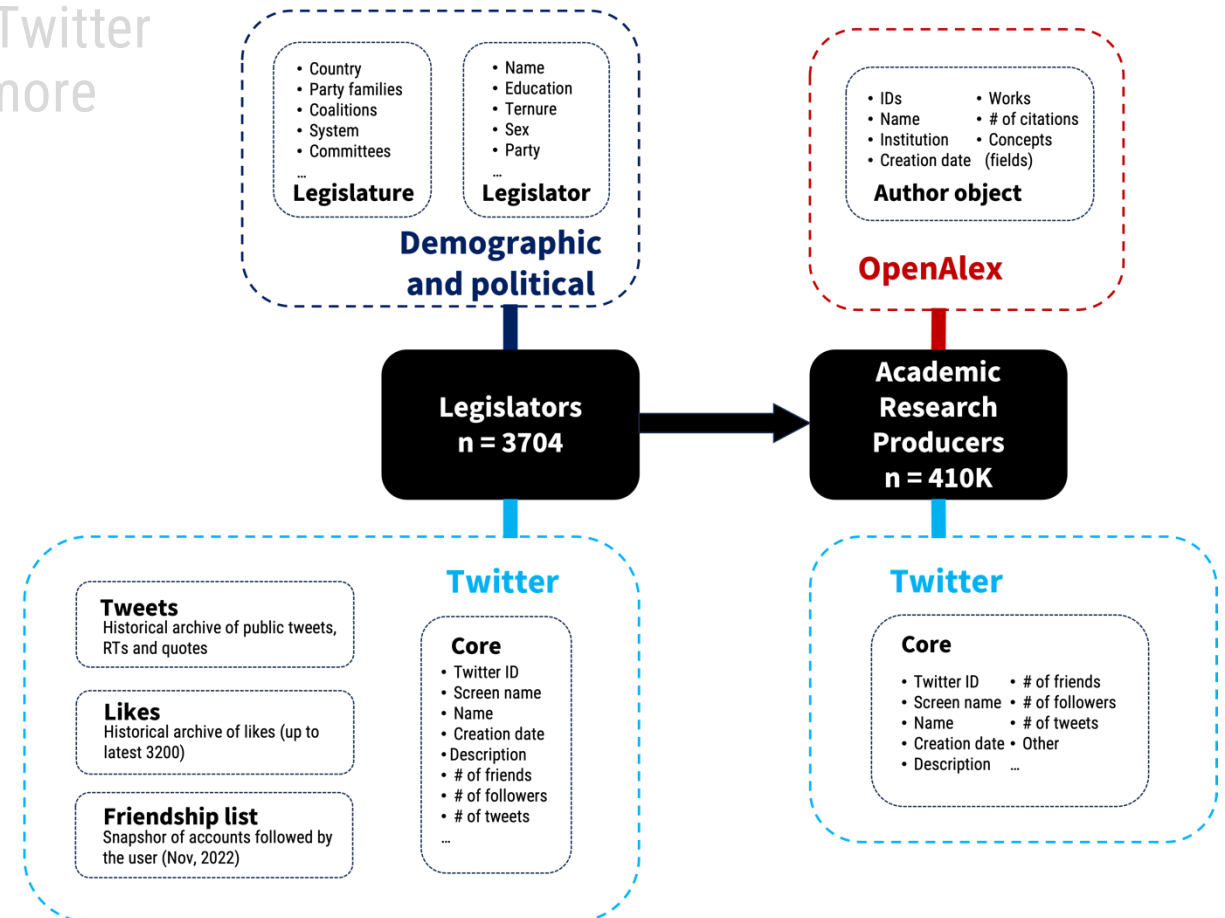 Twitter
more
• Country
• Party families
• Coalitions
• System
• Committees
...
Legislature
• Name
• Education
• Ternure
• Sex
• Party
...
Legislator
Demographic
and political
• IDs
• Name
• Institution
• Creation date
• Works
• # of citations
• Concepts
(fields)
Author object
OpenAlex
Legislators
n = 3704
Academic
Research
Producers
n = 410K
Twitter
Tweets
Historical archive of public tweets,
RTs and quotes
Likes
Historical archive of likes (up to
latest 3200)
Friendship list
Snapshor of accounts followed by
the user (Nov, 2022)
Core
• Twitter ID
• Screen name
• Name
• Creation date
• Description
• # of friends
• # of followers
• # of tweets
...
Twitter
Core
• Twitter ID
• Screen name
• Name
• Creation date
• Description
• # of friends
• # of followers
• # of tweets
• Other
...